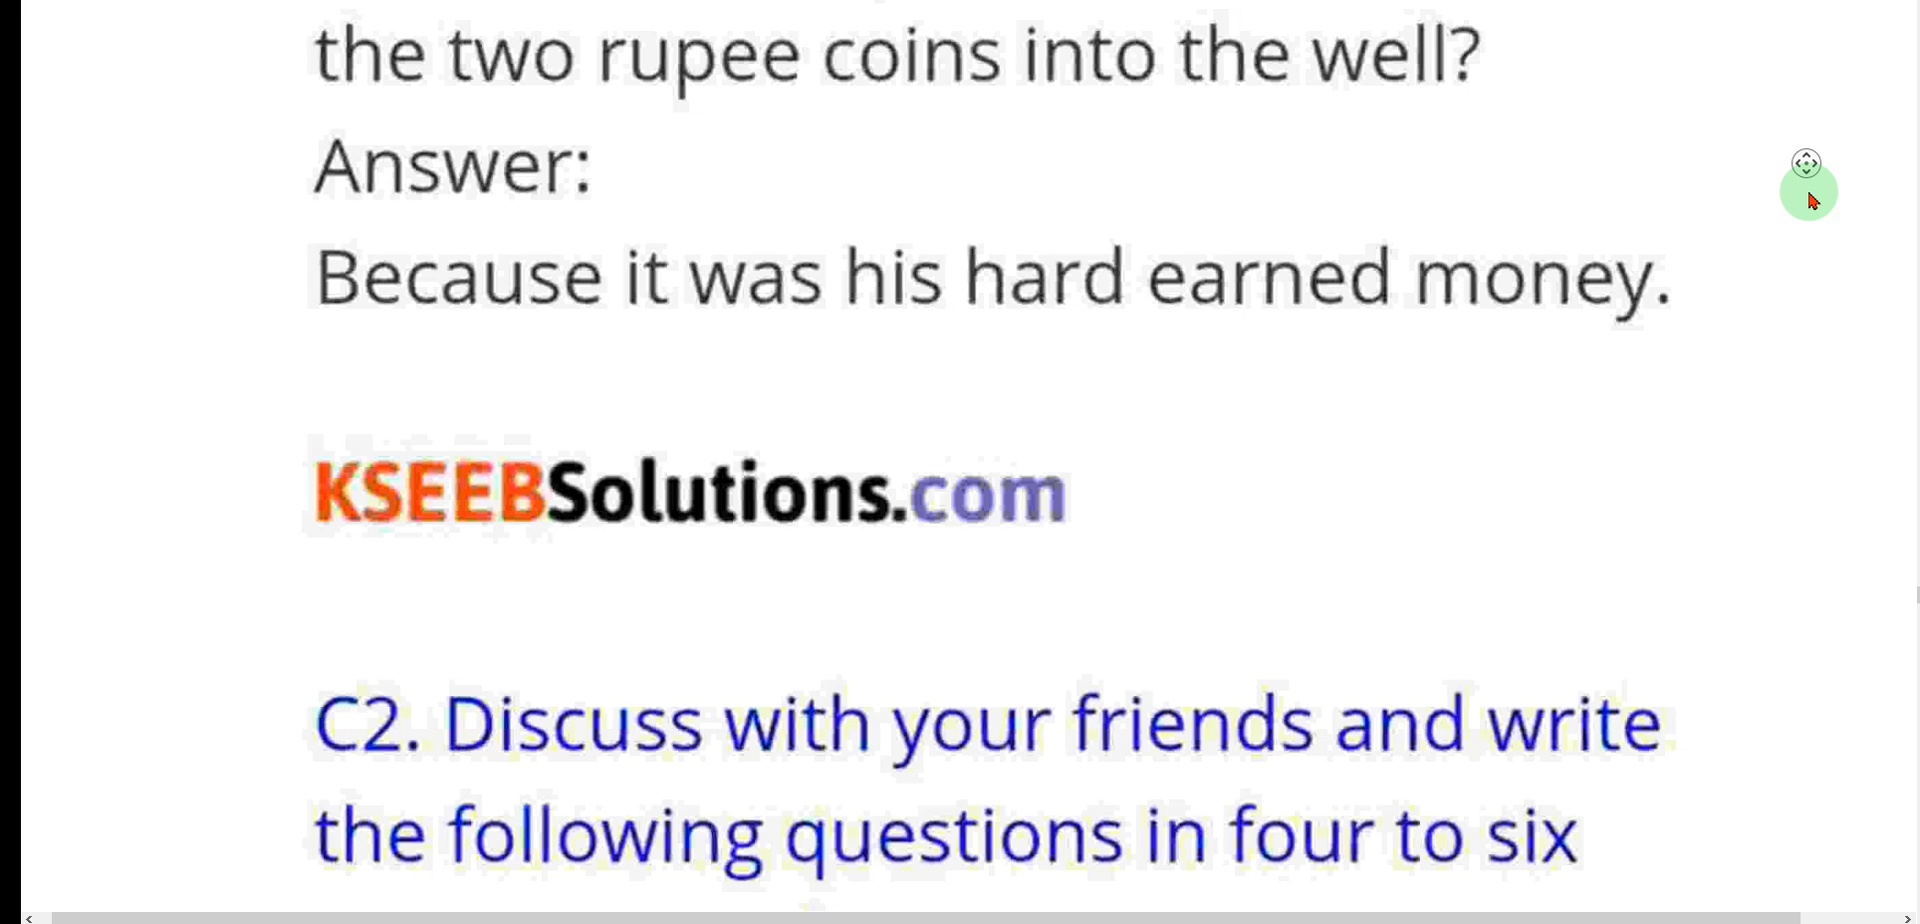 the two rupee coins into the well?
Answer:
Because it was his hard earned money.
KSEEBSolutions.com
C2. Discuss with your friends and write
the following questions in four to six